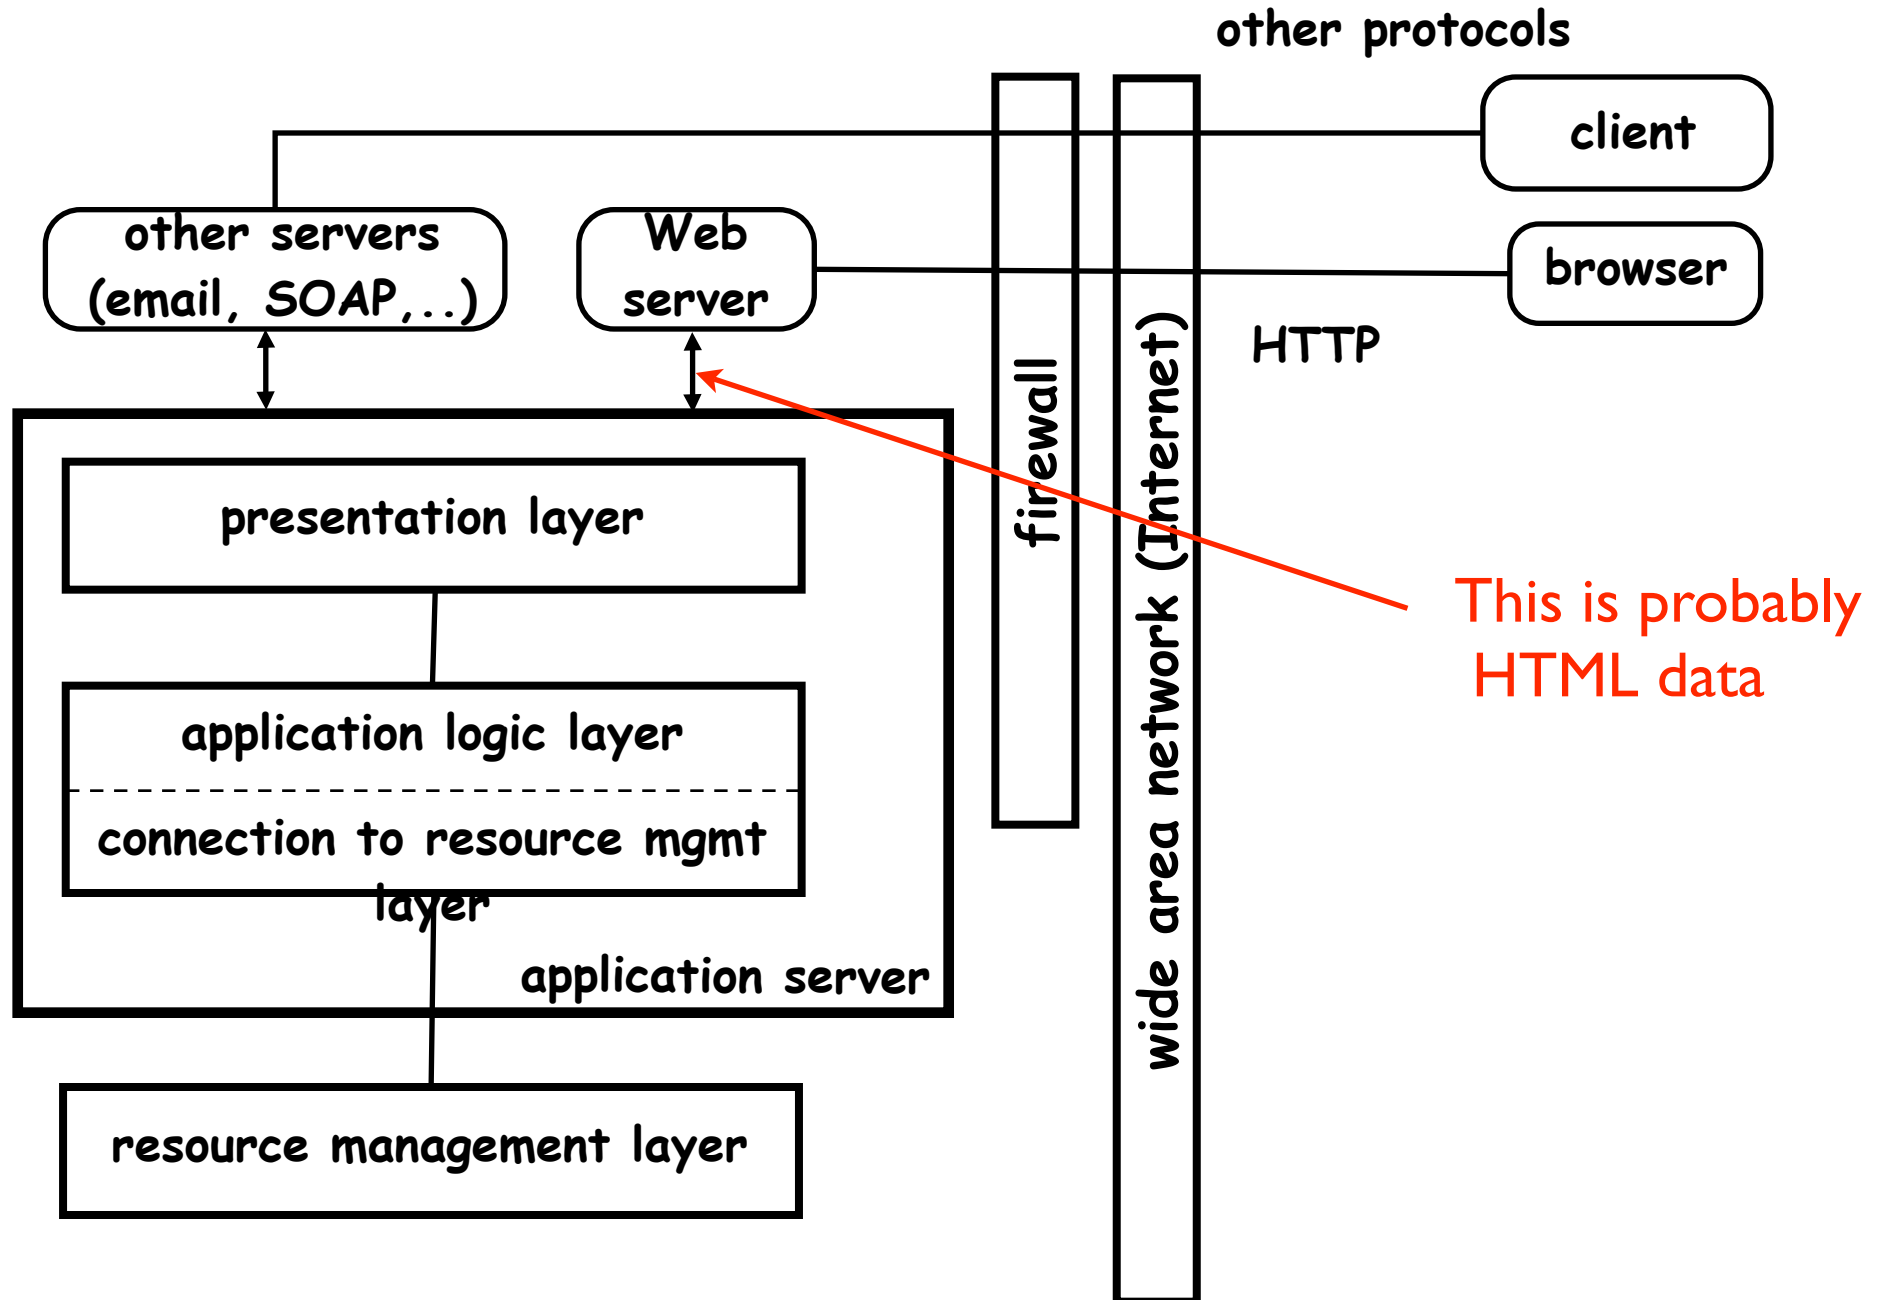 other protocols
client
other servers
(email, SOAP,..)
Web
server
browser
HTTP
firewall
wide area network (Internet)
presentation layer
This is probably
HTML data
application logic layer
connection to resource mgmt
layer
application server
resource management layer